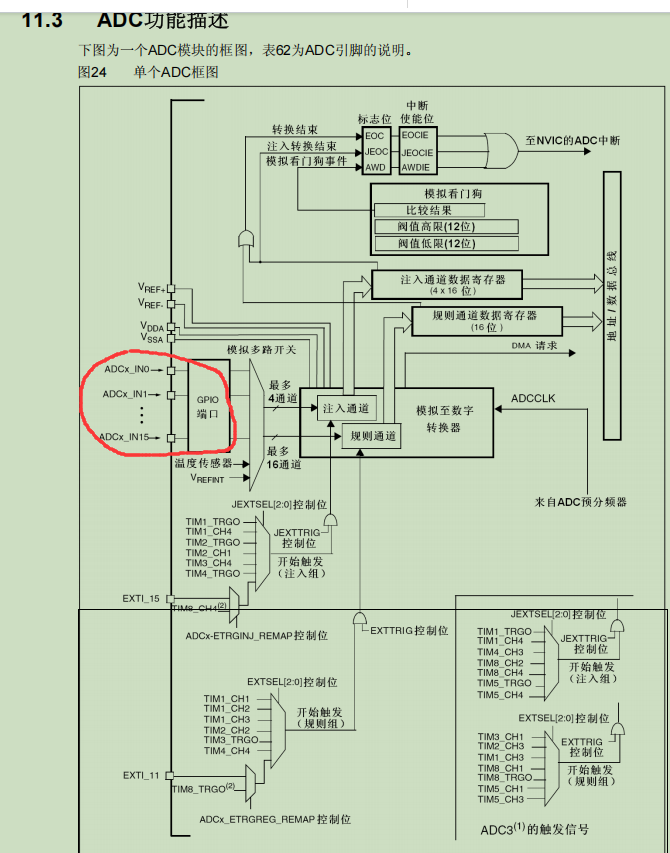 11.3 ADC功能描述
下图为一个ADC模块的框图，表62为ADC引脚的说明。
图24 单个ADC框图
中断
标志位 使能位
转换结束
EOC EOCIE
注入转换结束
JEOC JEOCIE
模拟看门狗事件
AWD AWDIE
至NVIC的ADC中断
模拟看门狗
比较结果
阀值高限(12位)
阀值低限(12位)
地址/数据总线
注入通道数据寄存器
(4 x 16 位)
规则通道数据寄存器
(16 位)
DMA 请求
VREF+
VREF-
VDDA
VSSA
模拟多路开关
ADCx_IN0
ADCx_IN1
ADCx_IN15
GPIO
端口
最多
4通道
注入通道
模拟至数字
转换器
ADCCLK
规则通道
最多
16通道
温度传感器
VREFINT
来自ADC预分频器
JEXTSEL[2:0]控制位
TIM1_TRGO
TIM1_CH4
TIM2_TRGO
TIM2_CH1
TIM3_CH4
TIM4_TRGO
JEXTTRIG
控制位
开始触发
(注入组)
EXTI_15
TIM8_CH4(2)
ADCx-ETRGINJ_REMAP控制位
EXTTRIG控制位
EXTSEL[2:0]控制位
TIM1_CH1
TIM1_CH2
TIM1_CH3
TIM2_CH2
TIM3_TRGO
TIM4_CH4
开始触发
(规则组)
EXTI_11
TIM8_TRGO(2)
ADCx_ETRGREG_REMAP控制位
JEXTSEL[2:0]控制位
TIM1_TRGO
TIM1_CH4
TIM4_CH3
TIM8_CH2
TIM8_CH4
TIM5_TRGO
TIM5_CH4
JEXTTRIG
控制位
开始触发
(注入组)
EXTSEL[2:0]控制位
TIM3_CH1
TIM2_CH3
TIM1_CH3
TIM8_CH1
TIM8_TRGO
TIM5_CH1
TIM5_CH3
EXTTRIG
控制位
开始触发
(规则组)
ADC3(1)的触发信号